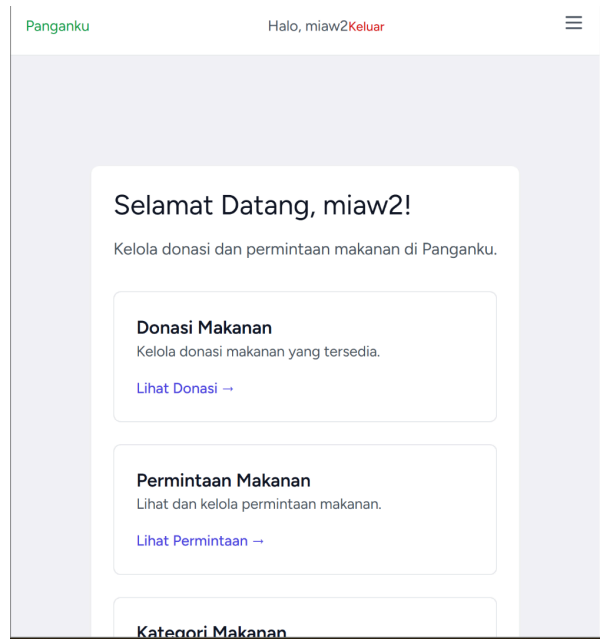 Panganku
Halo, miaw2Keluar
Selamat Datang, miaw2!
Kelola donasi dan permintaan makanan di Panganku.
Donasi Makanan
Kelola donasi makanan yang tersedia.
Lihat Donasi →
Permintaan Makanan
Lihat dan kelola permintaan makanan.
Lihat Permintaan →
Kategori Makanan